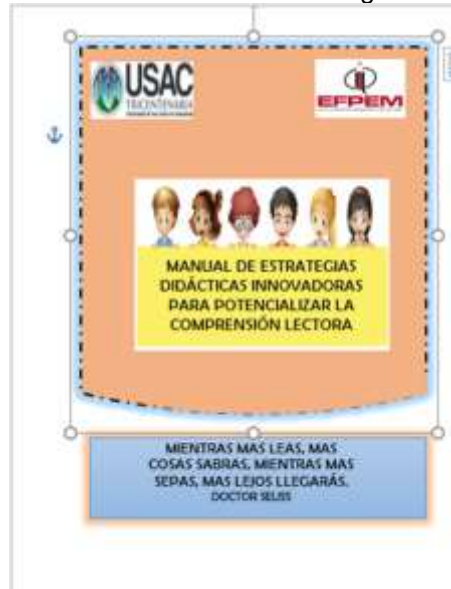 USAC
TRICENTENARIA
EFPEM
MANUAL DE ESTRATEGIAS
DIDÁCTICAS INNOVADORAS
PARA POTENCIALIZAR LA
COMPRENSIÓN LECTORA
MIENTRAS MAS LEAS, MAS
COSAS SABRAS, MIENTRAS MAS
SEPAS, MAS LEJOS LLEGARÁS.
DOCTOR SEUSS